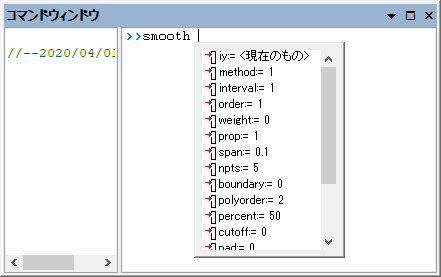 コマンドウィンドウ
//--2020/04/01
>>smooth
iy:= <現在のもの>
method:= 1
interval:= 1
order:= 1
weight:= 0
prop:= 1
span:= 0.1
npts:= 5
boundary:= 0
polyorder:= 2
percent:= 50
cutoff:= 0
pad:= 0